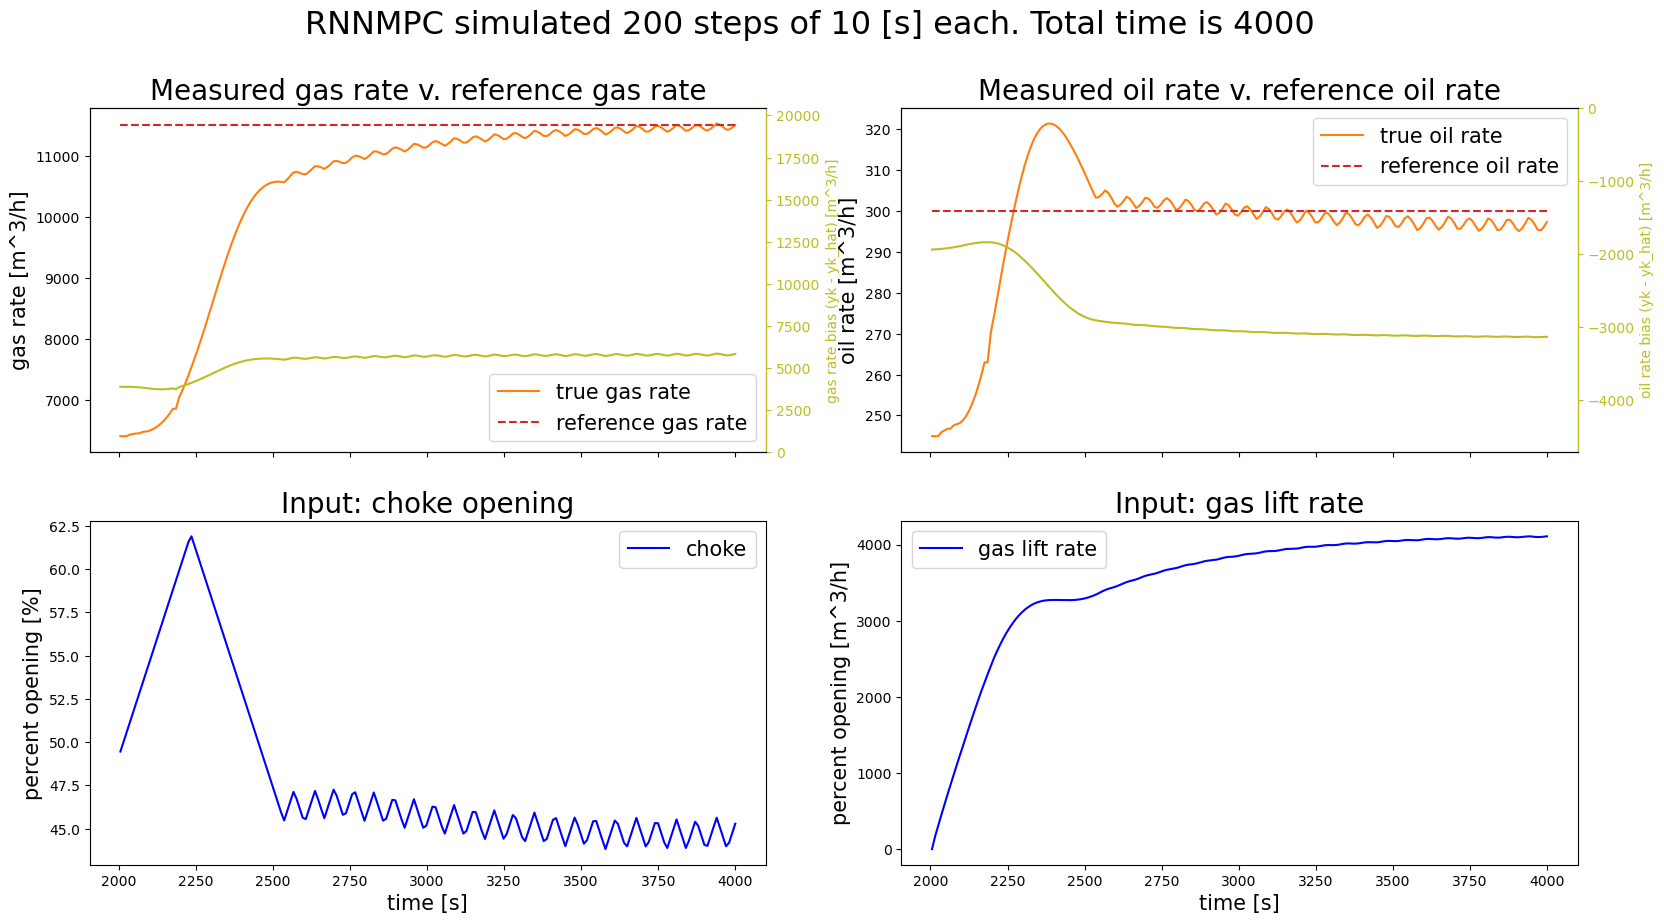 RNNMPC simulated 200 steps of 10 [s] each. Total time is 4000
Measured gas rate v. reference gas rate
gas rate [m^3/h]
11000
10000
9000
8000
7000
true gas rate
reference gas rate
20000
17500
15000
12500
10000
7500
5000
2500
0
gas rate bias (yk - yk_hat) [m^3/h]
Measured oil rate v. reference oil rate
oil rate [m^3/h]
320
310
300
290
280
270
260
250
true oil rate
reference oil rate
0
−1000
−2000
−3000
−4000
oil rate bias (yk - yk_hat) [m^3/h]
Input: choke opening
percent opening [%]
62.5
60.0
57.5
55.0
52.5
50.0
47.5
45.0
choke
2000 2250 2500 2750 3000 3250 3500 3750 4000
time [s]
Input: gas lift rate
percent opening [m^3/h]
4000
3000
2000
1000
0
gas lift rate
2000 2250 2500 2750 3000 3250 3500 3750 4000
time [s]